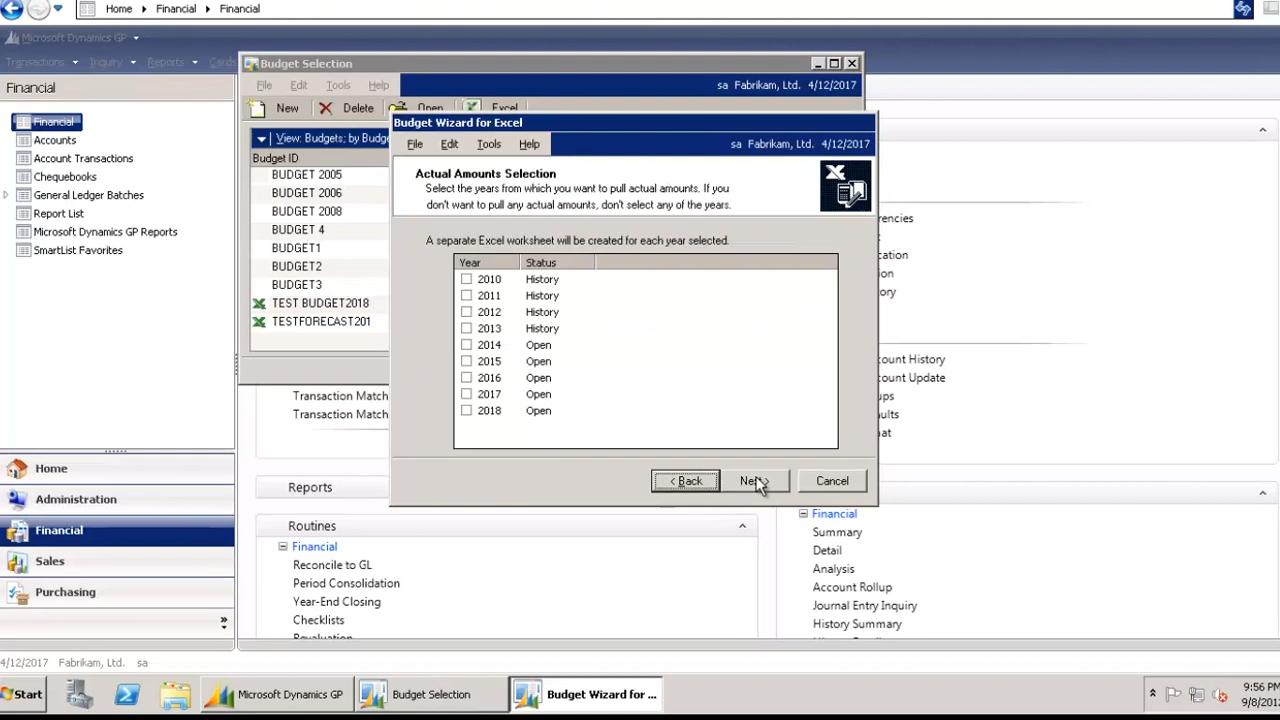 Home Financial Financial
Microsoft Dynamics GP
Transactions Inquiry Reports Cards
Financial
Financial
Accounts
Account Transactions
Chequebooks
General Ledger Batches
Report List
Microsoft Dynamics GP Reports
SmartList Favorites
Home
Administration
Financial
Sales
Purchasing
»
Budget Selection
File Edit Tools Help
sa Fabrikam, Ltd. 4/12/2017
New Delete Open Excel
View: Budgets; by Budge
Budget ID
BUDGET 2005
BUDGET 2006
BUDGET 2008
BUDGET 4
BUDGET1
BUDGET2
BUDGET3
TEST BUDGET2018
TESTFORECAST201
Budget Wizard for Excel
File Edit Tools Help
sa Fabrikam, Ltd. 4/12/2017
Actual Amounts Selection
Select the years from which you want to pull actual amounts. If you
don't want to pull any actual amounts, don't select any of the years.
A separate Excel worksheet will be created for each year selected.
Year Status
2010 History
2011 History
2012 History
2013 History
2014 Open
2015 Open
2016 Open
2017 Open
2018 Open
< Back Next > Cancel
Transaction Match
Transaction Match
Reports
Routines
Financial
Reconcile to GL
Period Consolidation
Year-End Closing
Checklists
Revaluation
rencies
cation
on
ory
count History
count Update
ups
aults
at
Financial
Summary
Detail
Analysis
Account Rollup
Journal Entry Inquiry
History Summary
4/12/2017 Fabrikam, Ltd. sa
Start
Microsoft Dynamics GP
Budget Selection
Budget Wizard for ...
9:56 PM
9/8/201